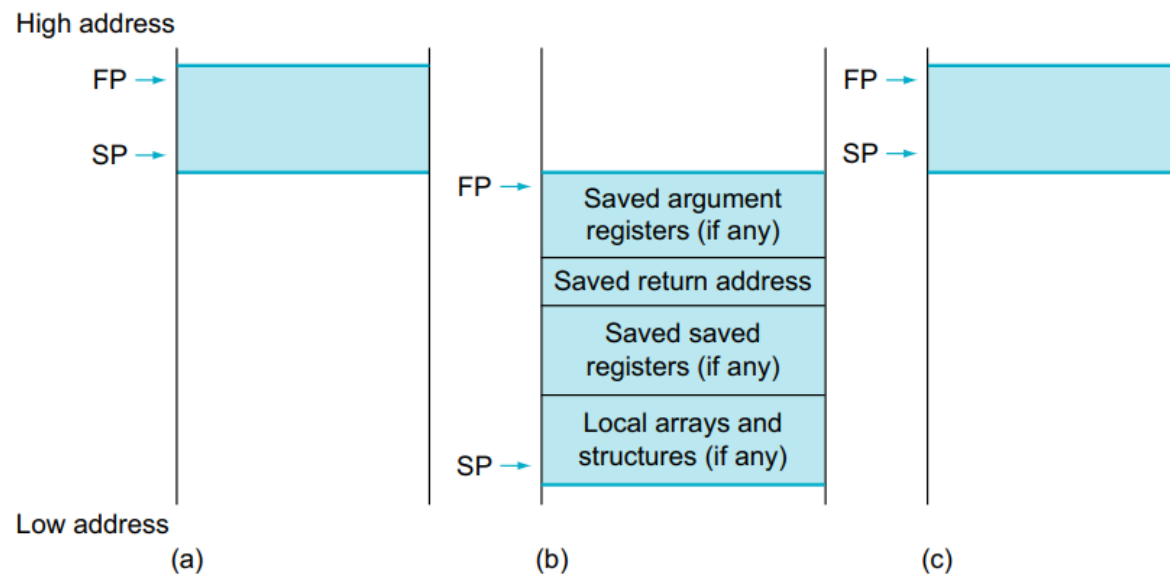 High address
FP
SP
FP
SP
FP
Saved argument
registers (if any)
Saved return address
Saved saved
registers (if any)
Local arrays and
structures (if any)
SP
Low address
(a)
(b)
(c)